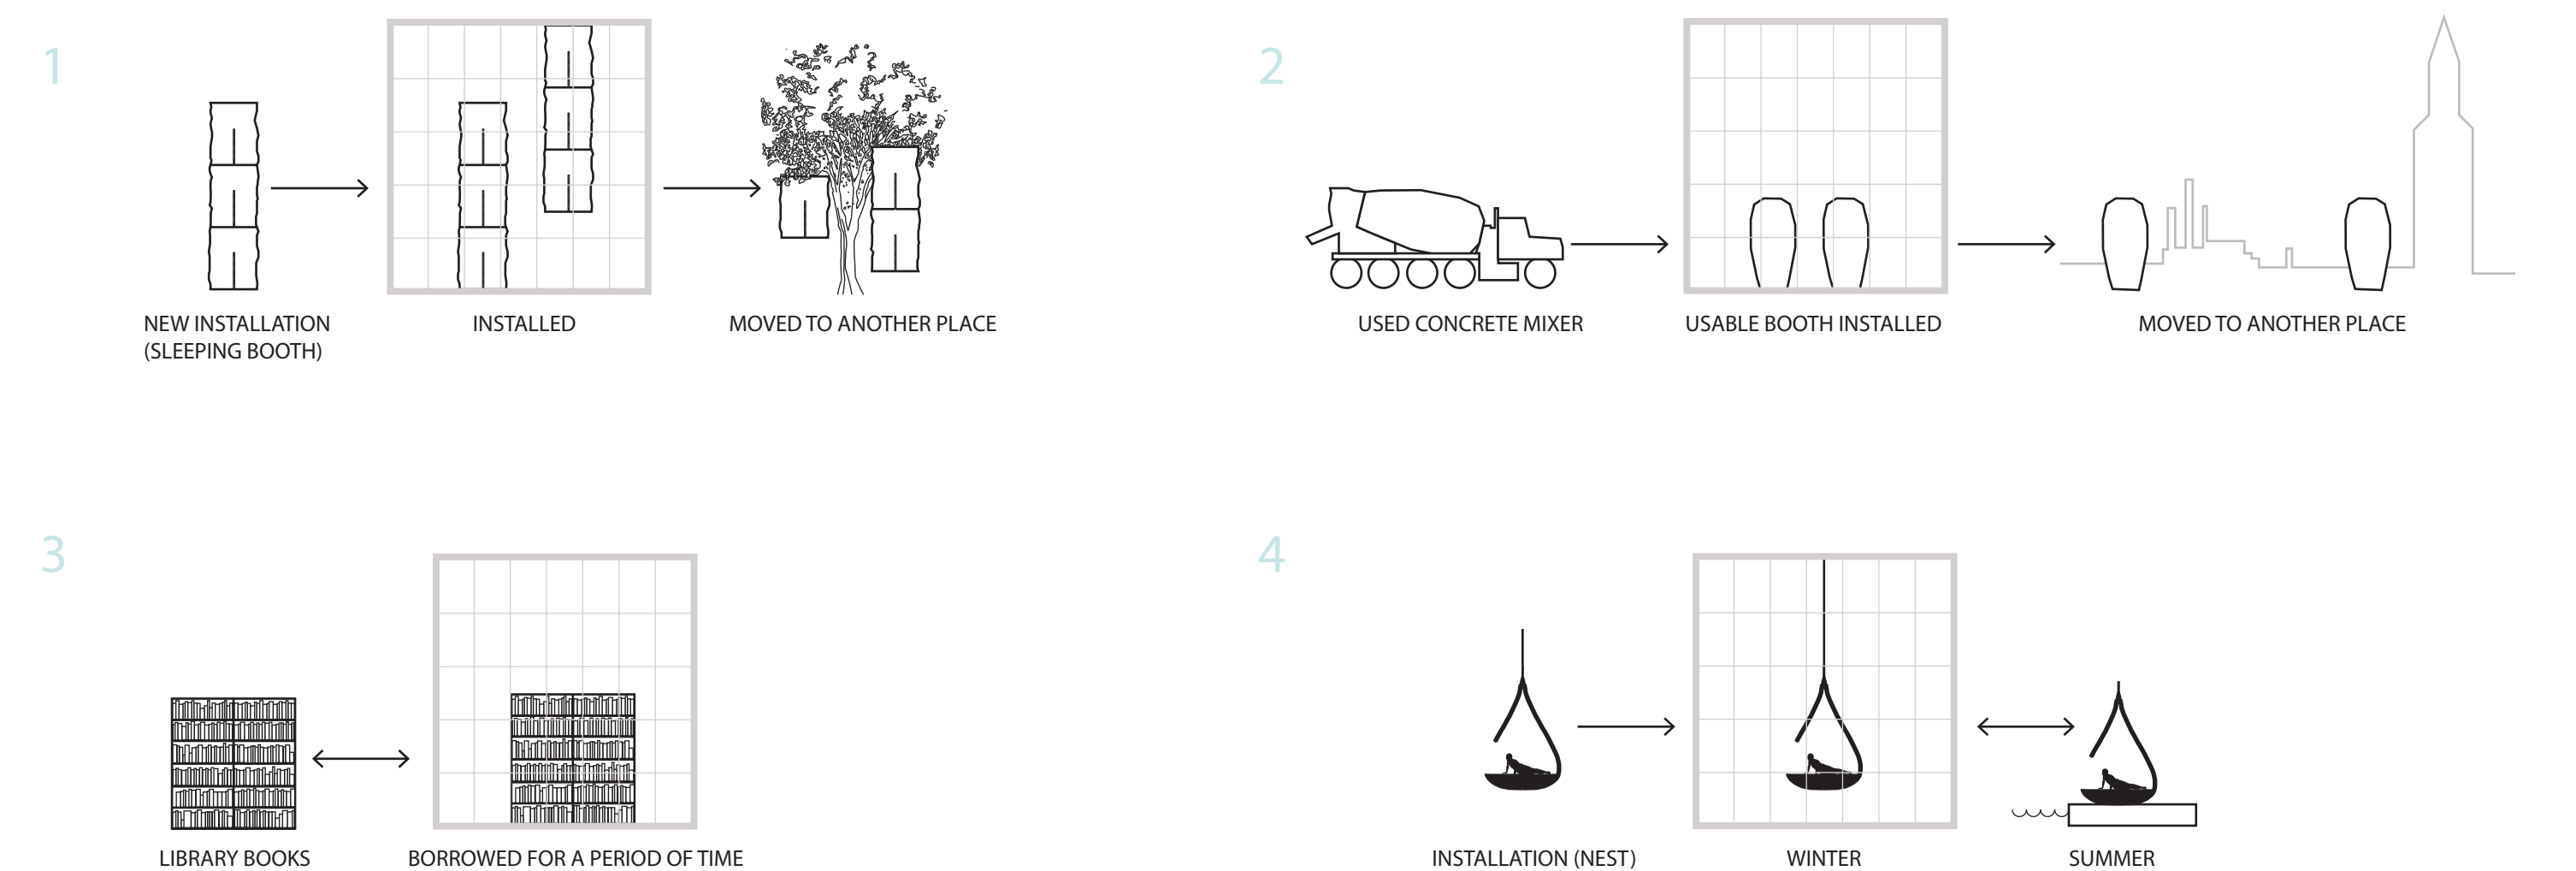 1
NEW INSTALLATION
(SLEEPING BOOTH)
INSTALLED
MOVED TO ANOTHER PLACE
2
USED CONCRETE MIXER
USABLE BOOTH INSTALLED
MOVED TO ANOTHER PLACE
3
LIBRARY BOOKS
BORROWED FOR A PERIOD OF TIME
4
INSTALLATION (NEST)
WINTER
SUMMER